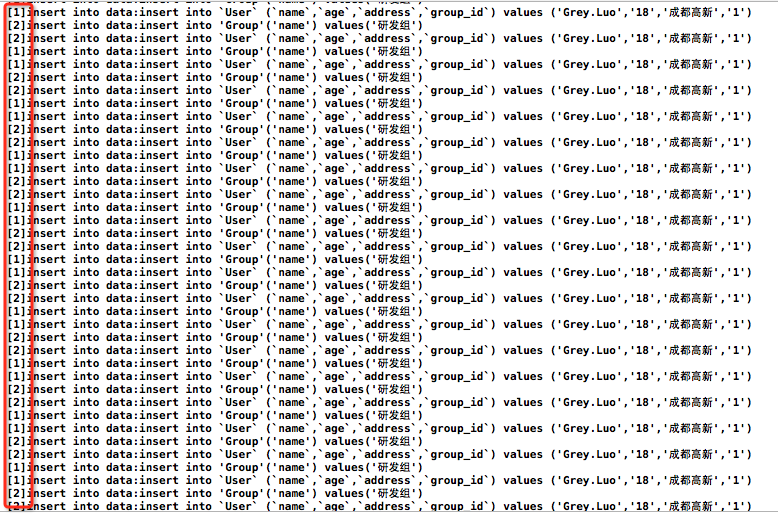 [1]insert into data:insert into `User` (`name`,`age`,`address`,`group_id`) values ('Grey.Luo','18','成都高新','1')
[2]insert into data:insert into 'Group'('name') values('研发组')
[2]insert into data:insert into `User` (`name`,`age`,`address`,`group_id`) values ('Grey.Luo','18','成都高新','1')
[1]insert into data:insert into 'Group'('name') values('研发组')
[1]insert into data:insert into `User` (`name`,`age`,`address`,`group_id`) values ('Grey.Luo','18','成都高新','1')
[2]insert into data:insert into 'Group'('name') values('研发组')
[2]insert into data:insert into `User` (`name`,`age`,`address`,`group_id`) values ('Grey.Luo','18','成都高新','1')
[1]insert into data:insert into 'Group'('name') values('研发组')
[1]insert into data:insert into `User` (`name`,`age`,`address`,`group_id`) values ('Grey.Luo','18','成都高新','1')
[2]insert into data:insert into 'Group'('name') values('研发组')
[2]insert into data:insert into `User` (`name`,`age`,`address`,`group_id`) values ('Grey.Luo','18','成都高新','1')
[1]insert into data:insert into 'Group'('name') values('研发组')
[1]insert into data:insert into `User` (`name`,`age`,`address`,`group_id`) values ('Grey.Luo','18','成都高新','1')
[2]insert into data:insert into 'Group'('name') values('研发组')
[2]insert into data:insert into `User` (`name`,`age`,`address`,`group_id`) values ('Grey.Luo','18','成都高新','1')
[1]insert into data:insert into 'Group'('name') values('研发组')
[1]insert into data:insert into `User` (`name`,`age`,`address`,`group_id`) values ('Grey.Luo','18','成都高新','1')
[2]insert into data:insert into 'Group'('name') values('研发组')
[2]insert into data:insert into `User` (`name`,`age`,`address`,`group_id`) values ('Grey.Luo','18','成都高新','1')
[1]insert into data:insert into 'Group'('name') values('研发组')
[1]insert into data:insert into `User` (`name`,`age`,`address`,`group_id`) values ('Grey.Luo','18','成都高新','1')
[2]insert into data:insert into 'Group'('name') values('研发组')
[2]insert into data:insert into `User` (`name`,`age`,`address`,`group_id`) values ('Grey.Luo','18','成都高新','1')
[1]insert into data:insert into 'Group'('name') values('研发组')
[1]insert into data:insert into `User` (`name`,`age`,`address`,`group_id`) values ('Grey.Luo','18','成都高新','1')
[2]insert into data:insert into 'Group'('name') values('研发组')
[2]insert into data:insert into `User` (`name`,`age`,`address`,`group_id`) values ('Grey.Luo','18','成都高新','1')
[1]insert into data:insert into 'Group'('name') values('研发组')
[1]insert into data:insert into `User` (`name`,`age`,`address`,`group_id`) values ('Grey.Luo','18','成都高新','1')
[2]insert into data:insert into 'Group'('name') values('研发组')
[2]insert into data:insert into `User` (`name`,`age`,`address`,`group_id`) values ('Grey.Luo','18','成都高新','1')
[1]insert into data:insert into 'Group'('name') values('研发组')
[1]insert into data:insert into `User` (`name`,`age`,`address`,`group_id`) values ('Grey.Luo','18','成都高新','1')
[2]insert into data:insert into 'Group'('name') values('研发组')
[2]insert into data:insert into `User` (`name`,`age`,`address`,`group_id`) values ('Grey.Luo','18','成都高新','1')
[1]insert into data:insert into 'Group'('name') values('研发组')
[1]insert into data:insert into `User` (`name`,`age`,`address`,`group_id`) values ('Grey.Luo','18','成都高新','1')
[2]insert into data:insert into 'Group'('name') values('研发组')
[2]insert into data:insert into `User` (`name`,`age`,`address`,`group_id`) values ('Grey.Luo','18','成都高新','1')